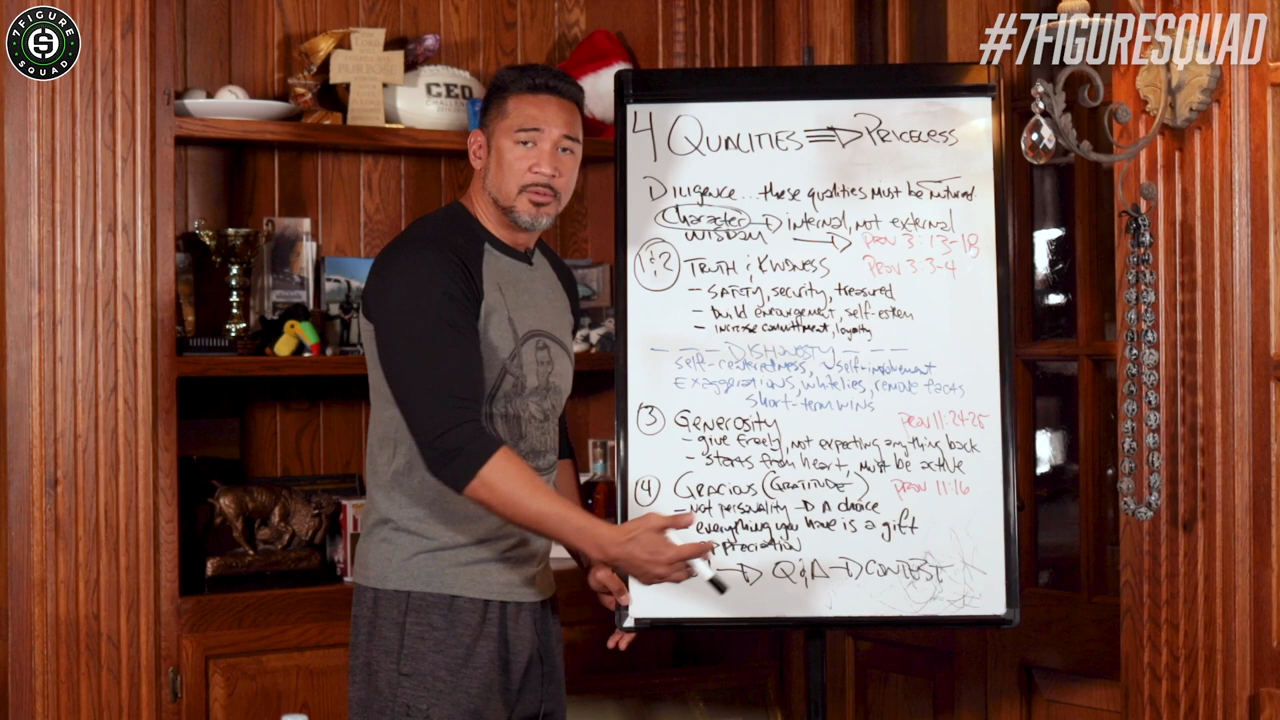 7FIGURE
SQUAD
#7FIGURESQUAD
PURPOSE
CEO
4 QUALITIES => PRICELESS
Diligence... these qualities must be nurtured.
Character → internal, not external
WISDOM → PROV 3:13-18
1&2 TRUTH & KINDNESS PROV 3:3-4
- SAFETY, security, treasured
- build encouragement, self-esteem
- increase commitment, loyalty
--- DISHONESTY ---
self-centeredness, self-involvement
Exaggerations, white lies, remove facts
short-term wins
3 Generosity PROV 11:24-25
- give freely, not expecting anything back
- starts from heart, must be active
4 Gracious (GRATITUDE) PROV 11:16
- Not personality → A choice
- everything you have is a gift
appreciation
→ Q&A → CONTEST